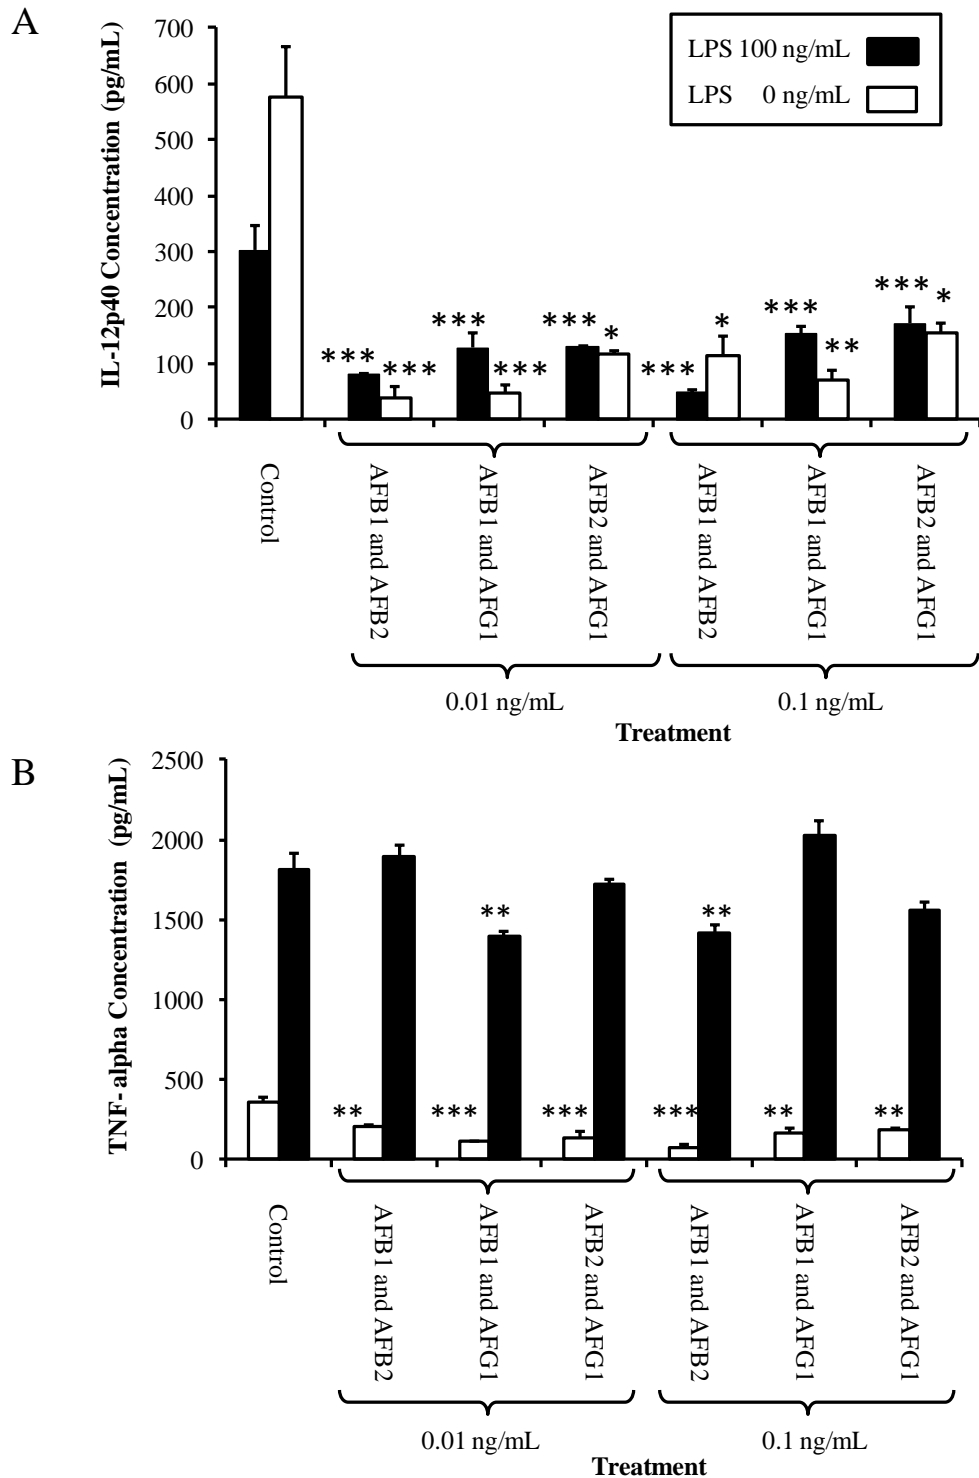 A
IL-12p40 Concentration (pg/mL)
700
600
500
400
300
200
100
0
LPS 100 ng/mL
LPS 0 ng/mL
***
***
***
***
***
*
***
*
***
**
***
*
Control
AFB1 and AFB2
AFB1 and AFG1
AFB2 and AFG1
AFB1 and AFB2
AFB1 and AFG1
AFB2 and AFG1
0.01 ng/mL
0.1 ng/mL
Treatment
B
TNF-alpha Concentration (pg/mL)
2500
2000
1500
1000
500
0
**
***
**
***
***
**
**
**
Control
AFB1 and AFB2
AFB1 and AFG1
AFB2 and AFG1
AFB1 and AFB2
AFB1 and AFG1
AFB2 and AFG1
0.01 ng/mL
0.1 ng/mL
Treatment